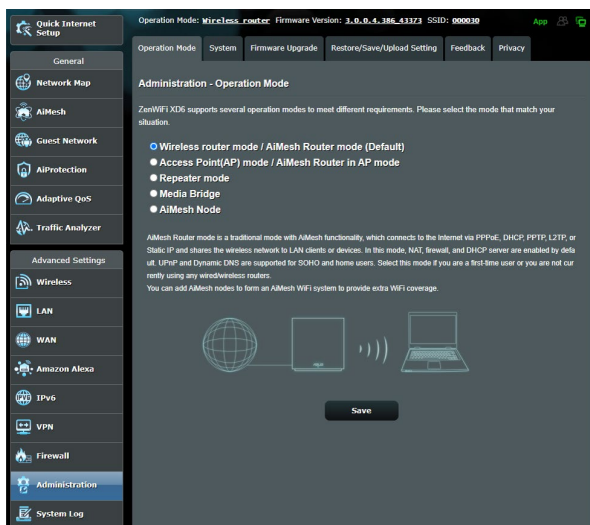 Quick Internet
Setup
Operation Mode: Wireless router Firmware Version: 3.0.0.4.386_43373 SSID: 000030 App
Operation Mode System Firmware Upgrade Restore/Save/Upload Setting Feedback Privacy
General
Network Map
AiMesh
Guest Network
AiProtection
Adaptive QoS
Traffic Analyzer
Advanced Settings
Wireless
LAN
WAN
Amazon Alexa
IPv6
VPN
Firewall
Administration
System Log
Administration - Operation Mode
ZenWiFi XD6 supports several operation modes to meet different requirements. Please select the mode that match your
situation.
Wireless router mode / AiMesh Router mode (Default)
Access Point(AP) mode / AiMesh Router in AP mode
Repeater mode
Media Bridge
AiMesh Node
AiMesh Router mode is a traditional mode with AiMesh functionality, which connects to the Internet via PPPoE, DHCP, PPTP, L2TP, or
Static IP and shares the wireless network to LAN clients or devices. In this mode, NAT, firewall, and DHCP server are enabled by defa
ult. UPnP and Dynamic DNS are supported for SOHO and home users. Select this mode if you are a first-time user or you are not cur
rently using any wired/wireless routers.
You can add AiMesh nodes to form an AiMesh WiFi system to provide extra WiFi coverage.
Save